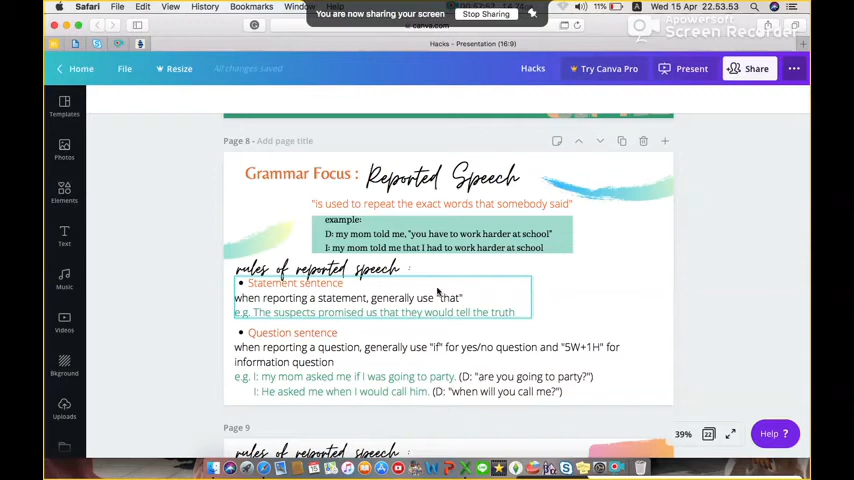 Safari File Edit View History Bookmarks Window
You are now sharing your screen Stop Sharing
11% Wed 15 Apr 22.53.53
canva.com
Apowersoft
Screen Recorder
Hacks - Presentation (16:9)
Home File Resize All changes saved Hacks Try Canva Pro Present Share
Templates
Photos
Elements
Text
Music
Videos
Bkground
Uploads
Page 8 - Add page title
Grammar Focus : Reported Speech
"is used to repeat the exact words that somebody said"
example:
D: my mom told me, "you have to work harder at school"
I: my mom told me that I had to work harder at school
rules of reported speech :
• Statement sentence
when reporting a statement, generally use "that"
e.g. The suspects promised us that they would tell the truth
• Question sentence
when reporting a question, generally use "if" for yes/no question and "5W+1H" for
information question
e.g. I: my mom asked me if I was going to party. (D: "are you going to party?")
I: He asked me when I would call him. (D: "when will you call me?")
Page 9
rules of reported speech :
39% 22 Help ?